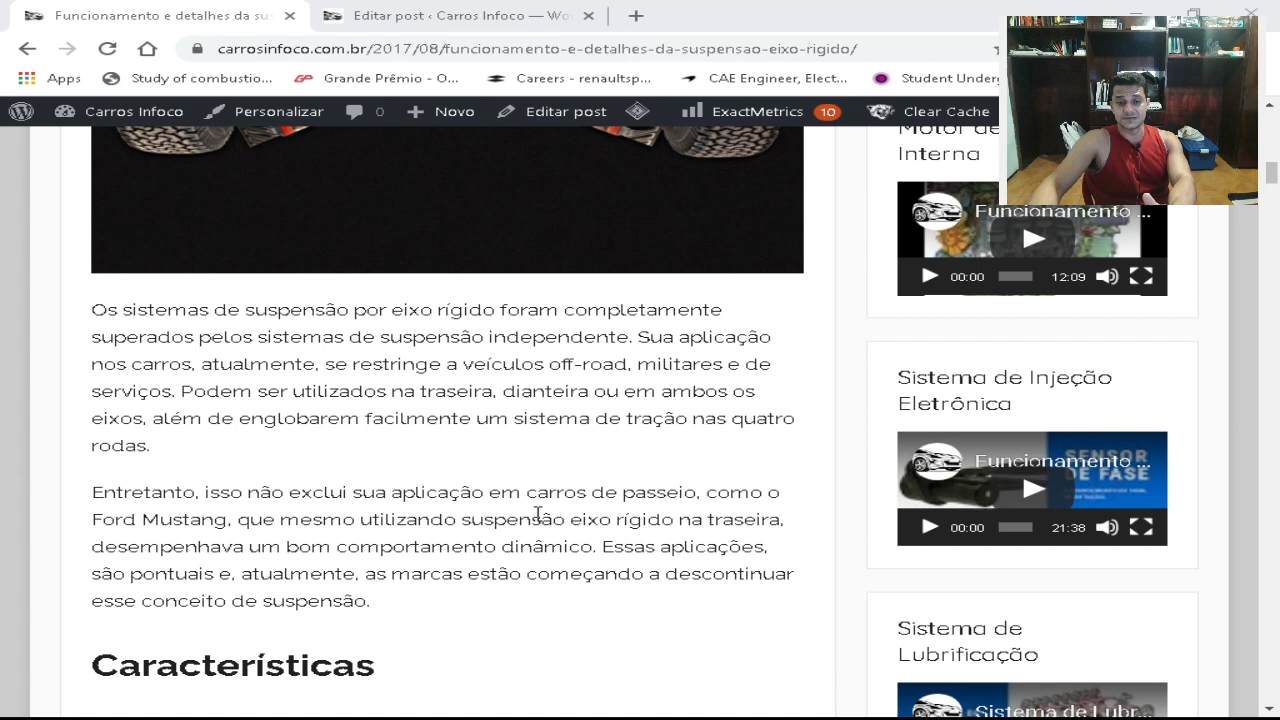 Funcionamento e detalhes da sus
Editar post ‹ Carros Infoco — Wo
carrosinfoco.com.br/2017/08/funcionamento-e-detalhes-da-suspensao-eixo-rigido/
Apps
Study of combustio...
Grande Prêmio - O...
Careers - renaultsp...
CAE Engineer, Elect...
Student Underg
Carros Infoco
Personalizar
0
Novo
Editar post
ExactMetrics
10
Clear Cache
Os sistemas de suspensão por eixo rígido foram completamente
superados pelos sistemas de suspensão independente. Sua aplicação
nos carros, atualmente, se restringe a veículos off-road, militares e de
serviços. Podem ser utilizados na traseira, dianteira ou em ambos os
eixos, além de englobarem facilmente um sistema de tração nas quatro
rodas.
Entretanto, isso não exclui sua aplicação em carros de passeio, como o
Ford Mustang, que mesmo utilizando suspensão eixo rígido na traseira,
desempenhava um bom comportamento dinâmico. Essas aplicações,
são pontuais e, atualmente, as marcas estão começando a descontinuar
esse conceito de suspensão.
Características
Motor de
Interna
Funcionamento ...
00:00
12:09
Sistema de Injeção
Eletrônica
Funcionamento ...
SENSOR
DE FASE
00:00
21:38
Sistema de
Lubrificação
Sistema de Lubr...